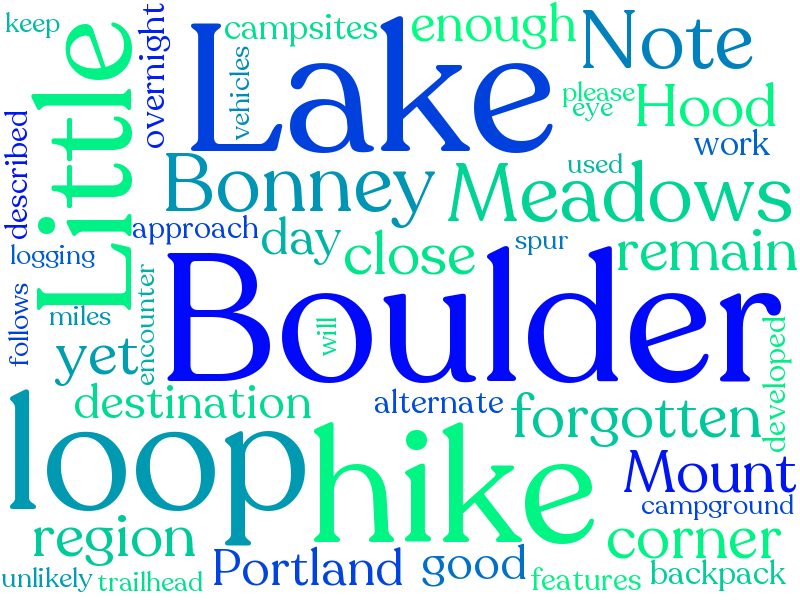 keep
Little
overnight
Lake
vehicles
campsites
enough
Note
please
eye
Hood
work
described
Bonney
Meadows
used
approach
day
close
spur
remain
logging
Boulder
follows
miles
yet
encounter
will
developed
destination
alternate
forgotten
loop
hike
Mount
campground
region
corner
unlikely
trailhead
Portland
good
features
backpack